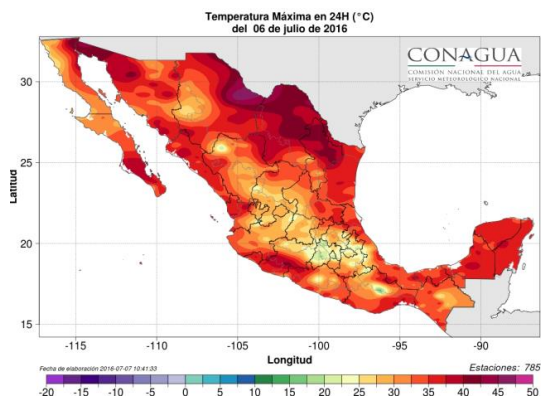 Temperatura Máxima en 24H (°C)
del 06 de julio de 2016
CONAGUA
COMISIÓN NACIONAL DEL AGUA
SERVICIO METEOROLÓGICO NACIONAL
30
25
20
15
Latitud
-115 -110 -105 -100 -95 -90
Longitud
Fecha de elaboración 2016-07-07 10:41:33
Estaciones: 785
-20 -15 -10 -5 0 5 10 15 20 25 30 35 40 45 50